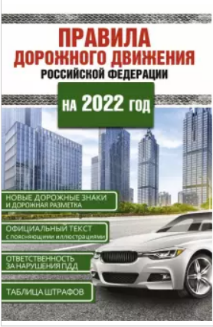 ПРАВИЛА
ДОРОЖНОГО ДВИЖЕНИЯ
РОССИЙСКОЙ ФЕДЕРАЦИИ
НА 2022 ГОД
НОВЫЕ ДОРОЖНЫЕ ЗНАКИ
И ДОРОЖНАЯ РАЗМЕТКА
ОФИЦИАЛЬНЫЙ ТЕКСТ
С ПОЯСНЯЮЩИМИ ИЛЛЮСТРАЦИЯМИ
ОТВЕТСТВЕННОСТЬ
ЗА НАРУШЕНИЯ ПДД
ТАБЛИЦА ШТРАФОВ